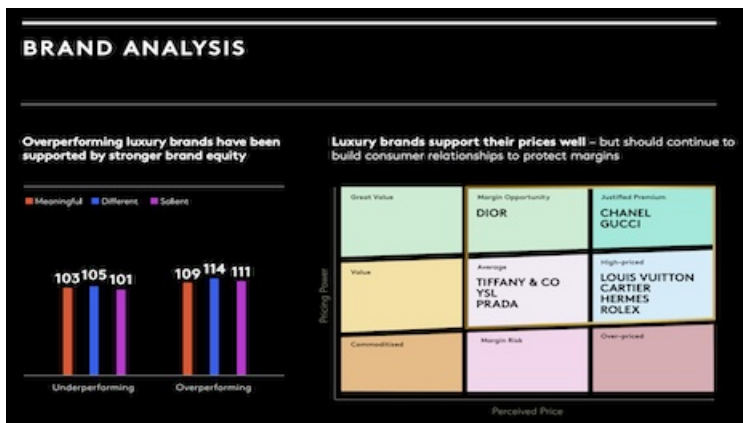 BRAND ANALYSIS
Overperforming luxury brands have been
supported by stronger brand equity
Meaningful Different Salient
103 105 101
109 114 111
Underperforming
Overperforming
Luxury brands support their prices well – but should continue to
build consumer relationships to protect margins
Pricing Power
Great Value
Margin Opportunity
DIOR
Justified Premium
CHANEL
GUCCI
Value
Average
TIFFANY & CO
YSL
PRADA
High-priced
LOUIS VUITTON
CARTIER
HERMES
ROLEX
Commoditised
Margin Risk
Over-priced
Perceived Price